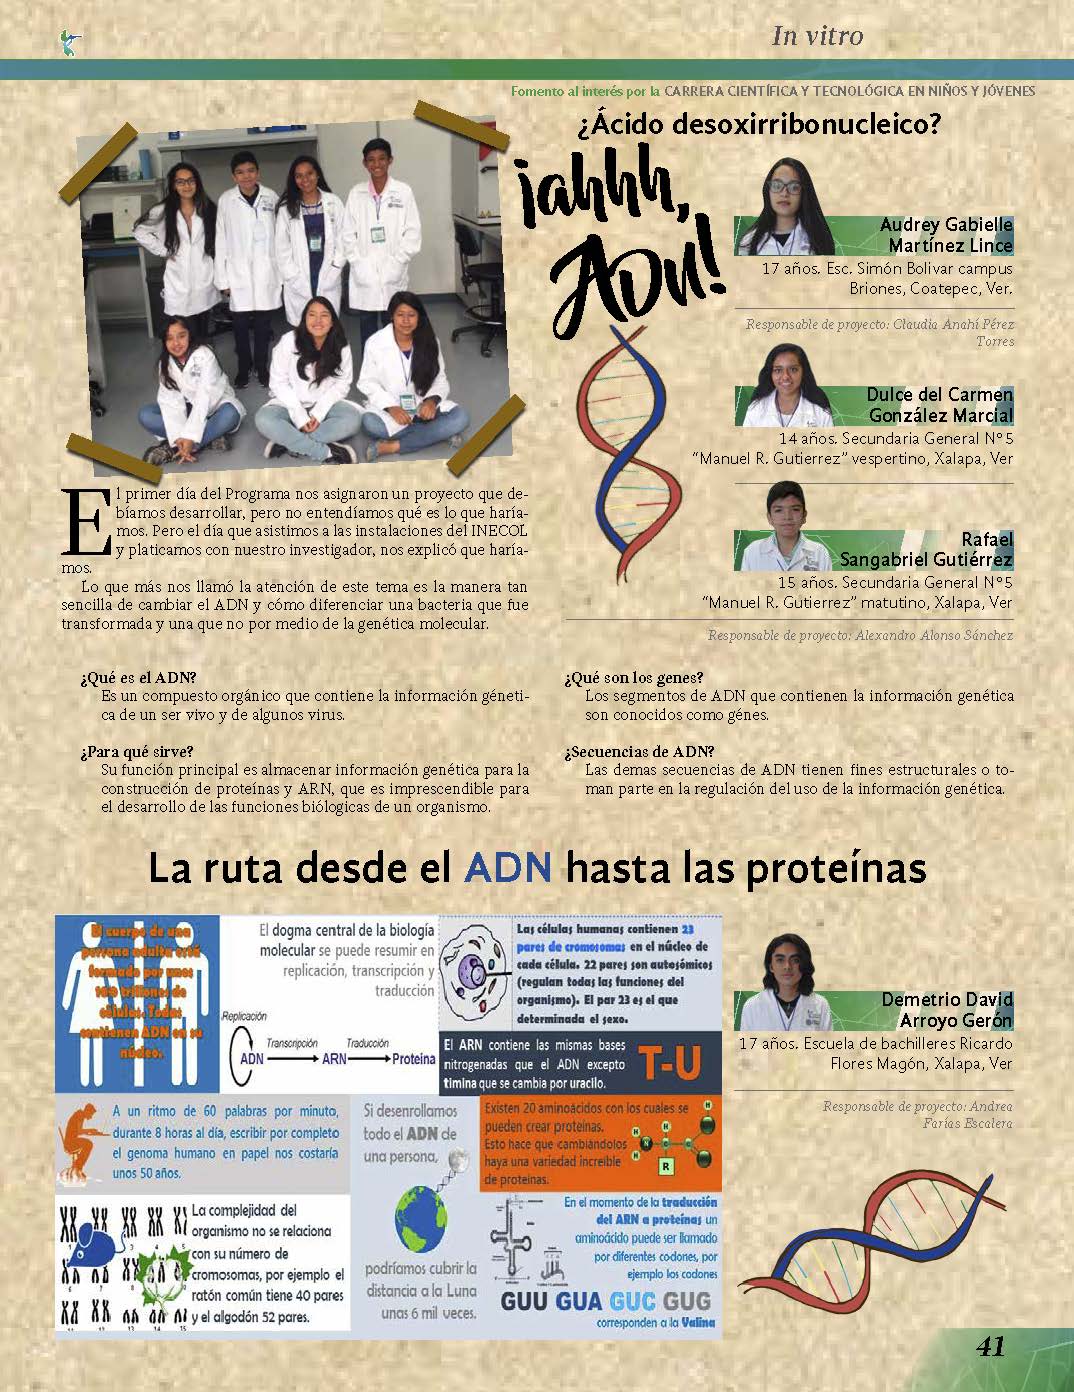 In vitro
Fomento al interés por la CARRERA CIENTÍFICA Y TECNOLÓGICA EN NIÑOS Y JÓVENES
¿Ácido desoxirribonucleico?
¡ahhh,
ADN!
Audrey Gabielle
Martínez Lince
17 años. Esc. Simón Bolivar campus
Briones, Coatepec, Ver.
Responsable de proyecto: Claudia Anahí Pérez
Torres
Dulce del Carmen
González Marcial
14 años. Secundaria General N°5
“Manuel R. Gutierrez” vespertino, Xalapa, Ver
Rafael
Sangabriel Gutiérrez
15 años. Secundaria General N°5
“Manuel R. Gutierrez” matutino, Xalapa, Ver
Responsable de proyecto: Alexandro Alonso Sánchez
El primer día del Programa nos asignaron un proyecto que de-
bíamos desarrollar, pero no entendíamos qué es lo que haría-
mos. Pero el día que asistimos a las instalaciones del INECOL
y platicamos con nuestro investigador, nos explicó que haría-
mos.
Lo que más nos llamó la atención de este tema es la manera tan
sencilla de cambiar el ADN y cómo diferenciar una bacteria que fue
transformada y una que no por medio de la genética molecular.
¿Qué es el ADN?
Es un compuesto orgánico que contiene la información géneti-
ca de un ser vivo y de algunos virus.
¿Para qué sirve?
Su función principal es almacenar información genética para la
construcción de proteínas y ARN, que es imprescindible para
el desarrollo de las funciones biólogicas de un organismo.
¿Qué son los genes?
Los segmentos de ADN que contienen la información genética
son conocidos como génes.
¿Secuencias de ADN?
Las demas secuencias de ADN tienen fines estructurales o to-
man parte en la regulación del uso de la información genética.
La ruta desde el ADN hasta las proteínas
El cuerpo de una
persona adulta está
formado por unos
100 trillones de
células. Todas
contienen ADN en su
núcleo.
El dogma central de la biología
molecular se puede resumir en
replicación, transcripción y
traducción
Replicación
Transcripción
Traducción
ADN
ARN
Proteína
Las células humanas contienen 23
pares de cromosomas en el núcleo de
cada célula. 22 pares son autosómicos
(regulan todas las funciones del
organismo). El par 23 es el que
determinada el sexo.
El ARN contiene las mismas bases
nitrogenadas que el ADN excepto
timina que se cambia por uracilo.
T-U
A un ritmo de 60 palabras por minuto,
durante 8 horas al día, escribir por completo
el genoma humano en papel nos costaría
unos 50 años.
Si desenrollamos
todo el ADN de
una persona,
podríamos cubrir la
distancia a la Luna
unas 6 mil veces.
Existen 20 aminoácidos con los cuales se
pueden crear proteínas.
Esto hace que cambiándolos
haya una variedad increíble
de proteínas.
H
H
H
N
C
C
H
R
La complejidad del
organismo no se relaciona
con su número de
cromosomas, por ejemplo el
ratón común tiene 40 pares
y el algodón 52 pares.
En el momento de la traducción
del ARN a proteínas un
aminoácido puede ser llamado
por diferentes codones, por
ejemplo los codones
GUU GUA GUC GUG
corresponden a la Valina
Demetrio David
Arroyo Gerón
17 años. Escuela de bachilleres Ricardo
Flores Magón, Xalapa, Ver
Responsable de proyecto: Andrea
Farías Escalera
41